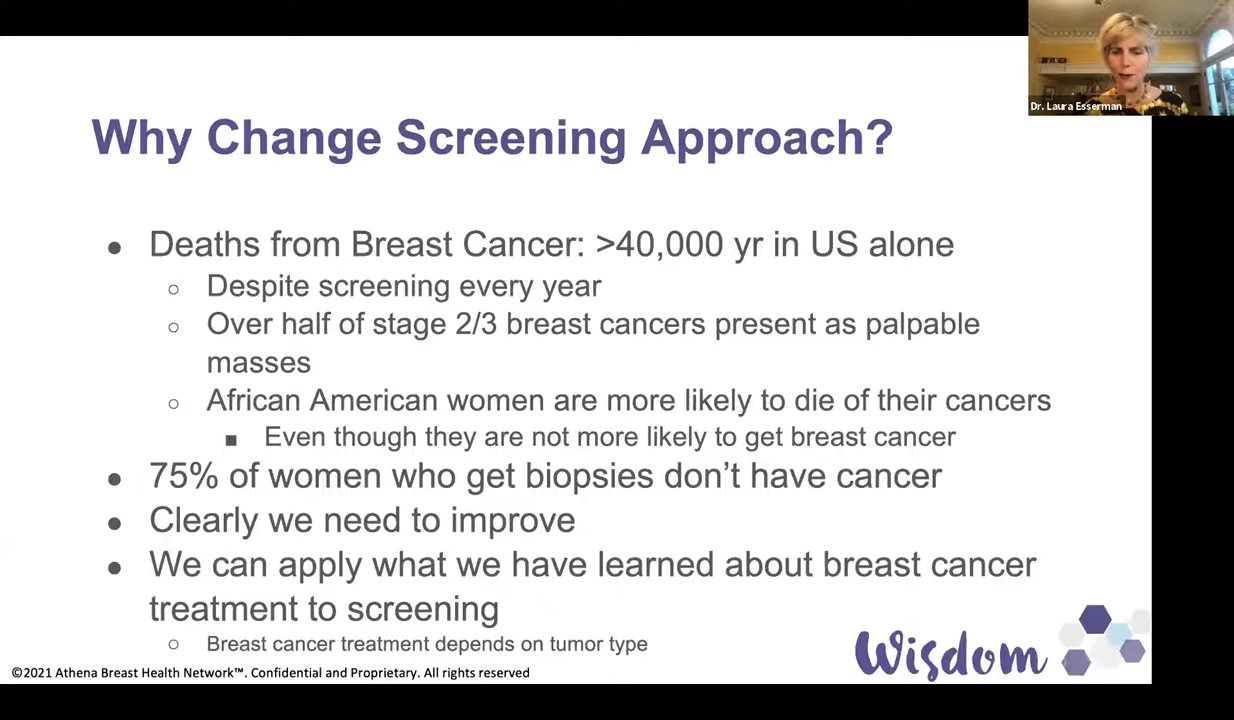 Dr. Laura Esserman
Why Change Screening Approach?
● Deaths from Breast Cancer: >40,000 yr in US alone
○ Despite screening every year
○ Over half of stage 2/3 breast cancers present as palpable
masses
○ African American women are more likely to die of their cancers
■ Even though they are not more likely to get breast cancer
● 75% of women who get biopsies don’t have cancer
● Clearly we need to improve
● We can apply what we have learned about breast cancer
treatment to screening
○ Breast cancer treatment depends on tumor type
Wisdom
©2021 Athena Breast Health Network™. Confidential and Proprietary. All rights reserved